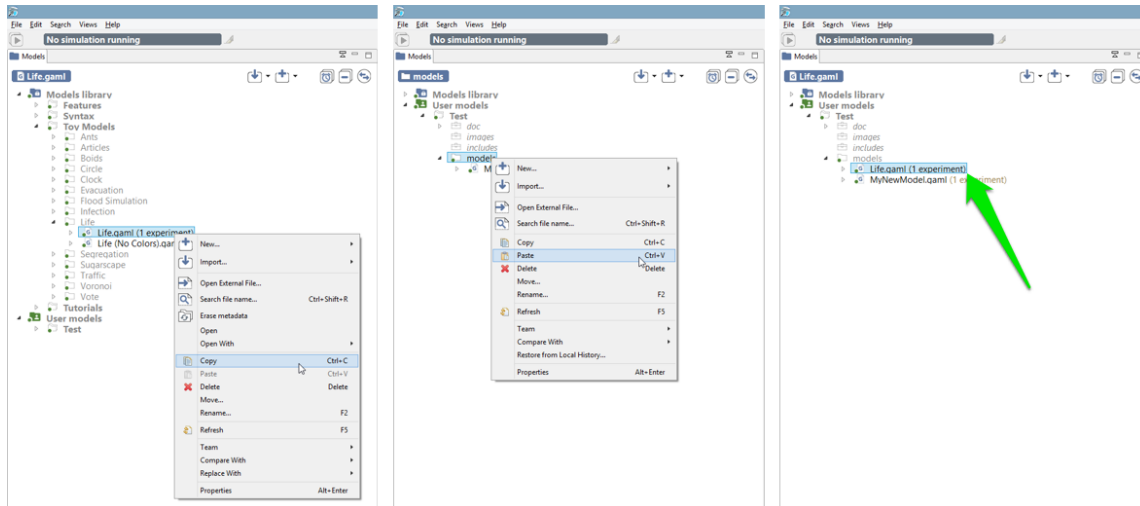 File Edit Search Views Help
No simulation running
Models
Life.gaml
Models library
Features
Syntax
Toy Models
Ants
Articles
Boids
Circle
Clock
Evacuation
Flood Simulation
Infection
Life
Life.gaml (1 experiment)
Life (No Colors).gam
Segregation
Sugarscape
Traffic
Voronoi
Vote
Tutorials
User models
Test
New...
Import...
Open External File...
Search file name... Ctrl+Shift+R
Erase metadata
Open
Open With
Copy Ctrl+C
Paste Ctrl+V
Delete Delete
Move...
Rename... F2
Refresh F5
Team
Compare With
Replace With
Properties Alt+Enter
File Edit Search Views Help
No simulation running
Models
models
Models library
User models
Test
doc
images
includes
models
M
New...
Import...
Open External File...
Search file name... Ctrl+Shift+R
Copy Ctrl+C
Paste Ctrl+V
Delete Delete
Move...
Rename... F2
Refresh F5
Team
Compare With
Restore from Local History...
Properties Alt+Enter
File Edit Search Views Help
No simulation running
Models
Life.gaml
Models library
User models
Test
doc
images
includes
models
Life.gaml (1 experiment)
MyNewModel.gaml (1 experiment)